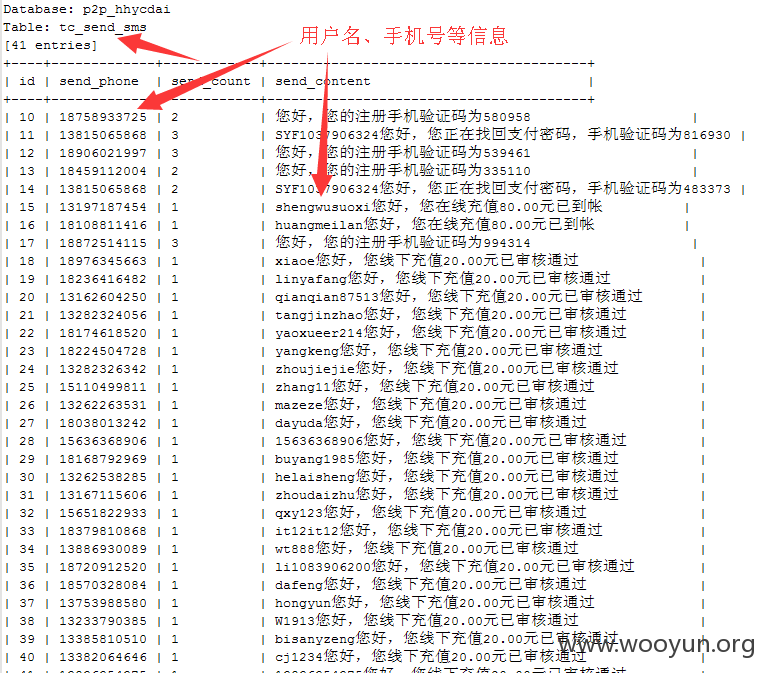 Database: p2p_hhycdai
Table: tc_send_sms
[41 entries]
用户名、手机号等信息
+----+-------------+------------+----------------------------------------+
| id | send_phone | send_count | send_content |
+----+-------------+------------+----------------------------------------+
| 10 | 18758933725 | 2 | 您好，您的注册手机验证码为580958 |
| 11 | 13815065868 | 3 | SYF1037906324您好，您正在找回支付密码，手机验证码为816930 |
| 12 | 18906021997 | 3 | 您好，您的注册手机验证码为539461 |
| 13 | 18459112004 | 2 | 您好，您的注册手机验证码为335110 |
| 14 | 13815065868 | 2 | SYF1037906324您好，您正在找回支付密码，手机验证码为483373 |
| 15 | 13197187454 | 1 | shengwusuoxi您好，您在线充值80.00元已到帐 |
| 16 | 18108811416 | 1 | huangmeilan您好，您在线充值80.00元已到帐 |
| 17 | 18872514115 | 3 | 您好，您的注册手机验证码为994314 |
| 18 | 18976345663 | 1 | xiaoe您好，您线下充值20.00元已审核通过 |
| 19 | 18236416482 | 1 | linyafang您好，您线下充值20.00元已审核通过 |
| 20 | 13162604250 | 1 | qianqian87513您好，您线下充值20.00元已审核通过 |
| 21 | 13282324056 | 1 | tangjinzhao您好，您线下充值20.00元已审核通过 |
| 22 | 18174618520 | 1 | yaoxueer214您好，您线下充值20.00元已审核通过 |
| 23 | 18224504728 | 1 | yangkeng您好，您线下充值20.00元已审核通过 |
| 24 | 13282326342 | 1 | zhoujiejie您好，您线下充值20.00元已审核通过 |
| 25 | 15110499811 | 1 | zhang11您好，您线下充值20.00元已审核通过 |
| 26 | 13262263531 | 1 | mazeze您好，您线下充值20.00元已审核通过 |
| 27 | 18038013242 | 1 | dayuda您好，您线下充值20.00元已审核通过 |
| 28 | 15636368906 | 1 | 15636368906您好，您线下充值20.00元已审核通过 |
| 29 | 18168792969 | 1 | buyang1985您好，您线下充值20.00元已审核通过 |
| 30 | 13262538285 | 1 | helaisheng您好，您线下充值20.00元已审核通过 |
| 31 | 13167115606 | 1 | zhoudaizhu您好，您线下充值20.00元已审核通过 |
| 32 | 15651822933 | 1 | qxy123您好，您线下充值20.00元已审核通过 |
| 33 | 18379810868 | 1 | it12it12您好，您线下充值20.00元已审核通过 |
| 34 | 13886930089 | 1 | wt888您好，您线下充值20.00元已审核通过 |
| 35 | 18720912520 | 1 | li1083906200您好，您线下充值20.00元已审核通过 |
| 36 | 18570328084 | 1 | dafeng您好，您线下充值20.00元已审核通过 |
| 37 | 13753988580 | 1 | hongyun您好，您线下充值20.00元已审核通过 |
| 38 | 13233790385 | 1 | W1913您好，您线下充值20.00元已审核通过 |
| 39 | 13385810510 | 1 | bisanyzeng您好，您线下充值20.00元已审核通过 |
| 40 | 13382064646 | 1 | cj1234您好，您线下充值20.00元已审核通过 |
www.wooyun.org